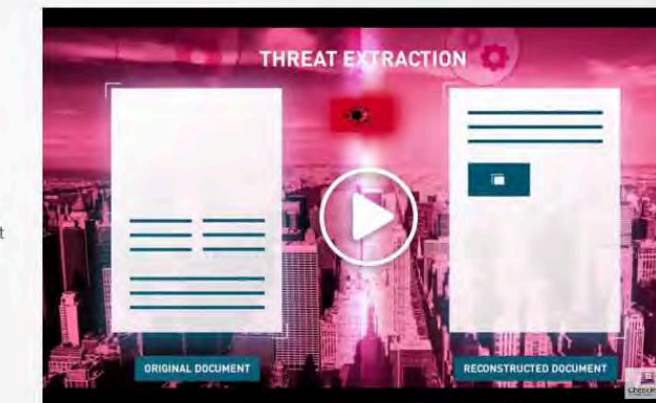 THREAT EXTRACTION
t
ORIGINAL DOCUMENT
RECONSTRUCTED DOCUMENT